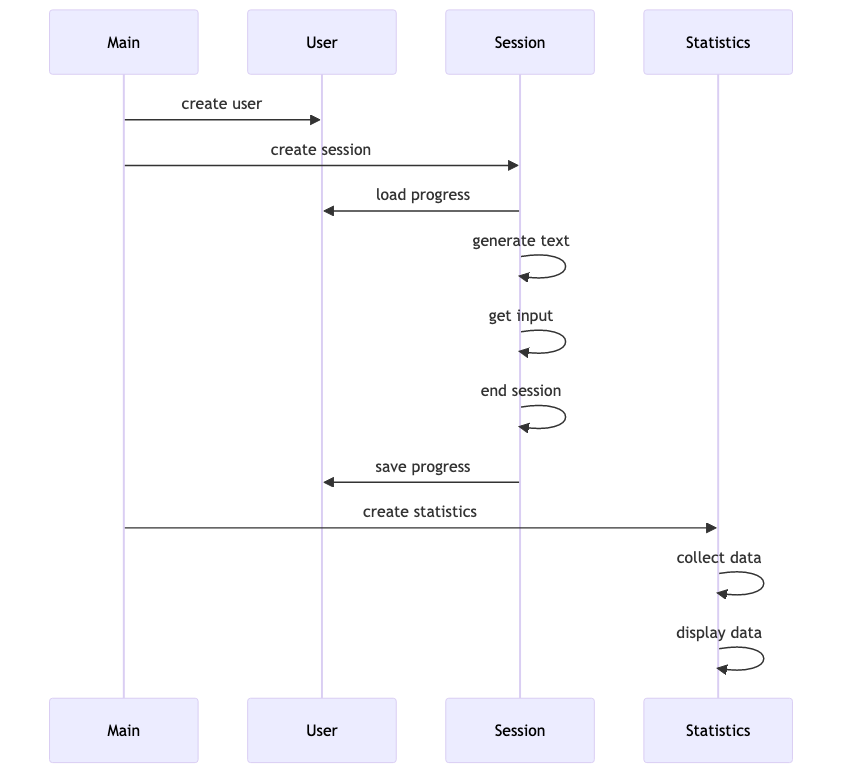 Main
User
Session
Statistics
create user
create session
load progress
generate text
get input
end session
save progress
create statistics
collect data
display data
Main
User
Session
Statistics